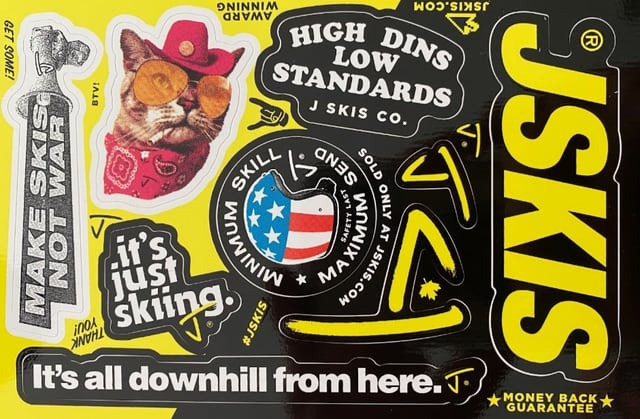 GET SOME!
MAKE SKIS
NOT WAR
BTV!
AWARD
WINNING
JSKIS.COM
HIGH DINS
LOW
STANDARDS
J SKIS CO.
JSKIS®
MINIMUM SKILL
MAXIMUM SEND
SAFETY LAST
SOLD ONLY AT JSKIS.COM
it's
just
skiing.
THANK
YOU!
#JSKIS
It's all downhill from here.
★MONEY BACK★
GUARANTEE